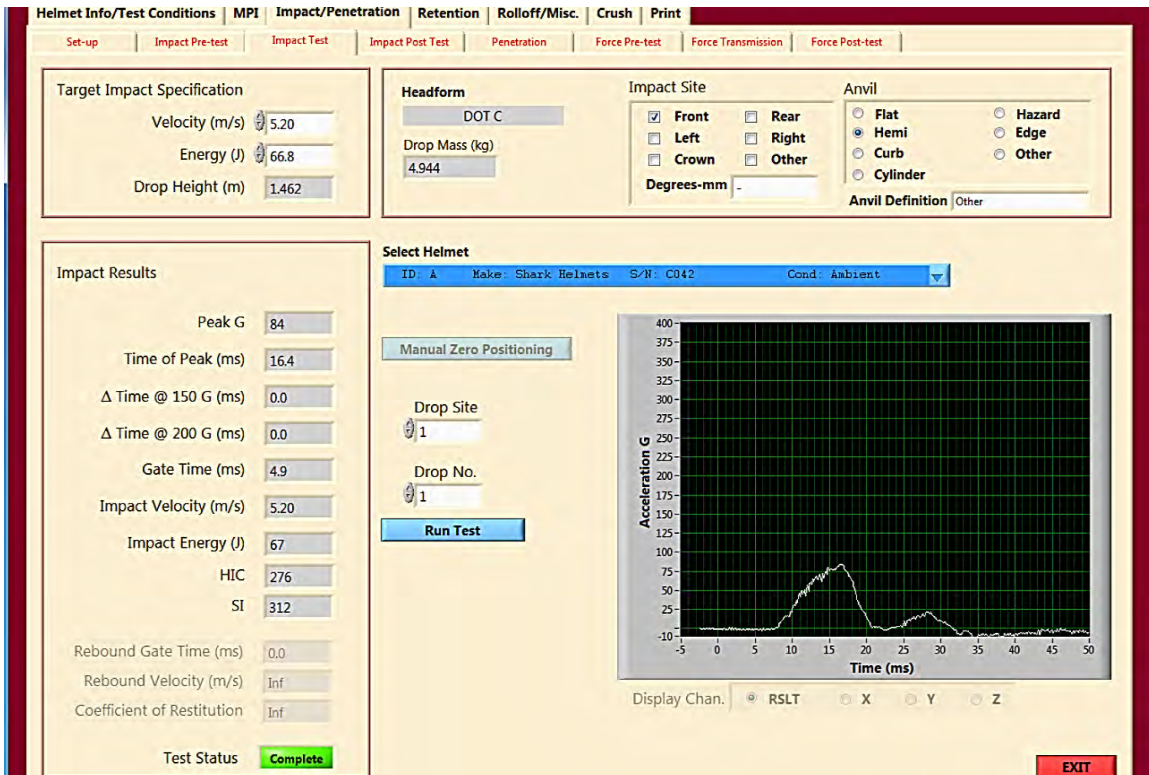 Helmet Info/Test Conditions MPI Impact/Penetration Retention Rolloff/Misc. Crush Print
Set-up Impact Pre-test Impact Test Impact Post Test Penetration Force Pre-test Force Transmission Force Post-test
Target Impact Specification
Velocity (m/s) 5.20
Energy (J) 66.8
Drop Height (m) 1.462
Headform
DOT C
Drop Mass (kg)
4.944
Impact Site
Front Rear
Left Right
Crown Other
Degrees-mm -
Anvil
Flat Hazard
Hemi Edge
Curb Other
Cylinder
Anvil Definition Other
Select Helmet
ID: A Make: Shark Helmets S/N: C042 Cond: Ambient
Impact Results
Peak G 84
Time of Peak (ms) 16.4
Δ Time @ 150 G (ms) 0.0
Δ Time @ 200 G (ms) 0.0
Gate Time (ms) 4.9
Impact Velocity (m/s) 5.20
Impact Energy (J) 67
HIC 276
SI 312
Rebound Gate Time (ms) 0.0
Rebound Velocity (m/s) Inf
Coefficient of Restitution Inf
Test Status Complete
Manual Zero Positioning
Drop Site
1
Drop No.
1
Run Test
Acceleration G
400
375
350
325
300
275
250
225
200
175
150
125
100
75
50
25
-10
-5 0 5 10 15 20 25 30 35 40 45 50
Time (ms)
Display Chan. RSLT X Y Z
EXIT